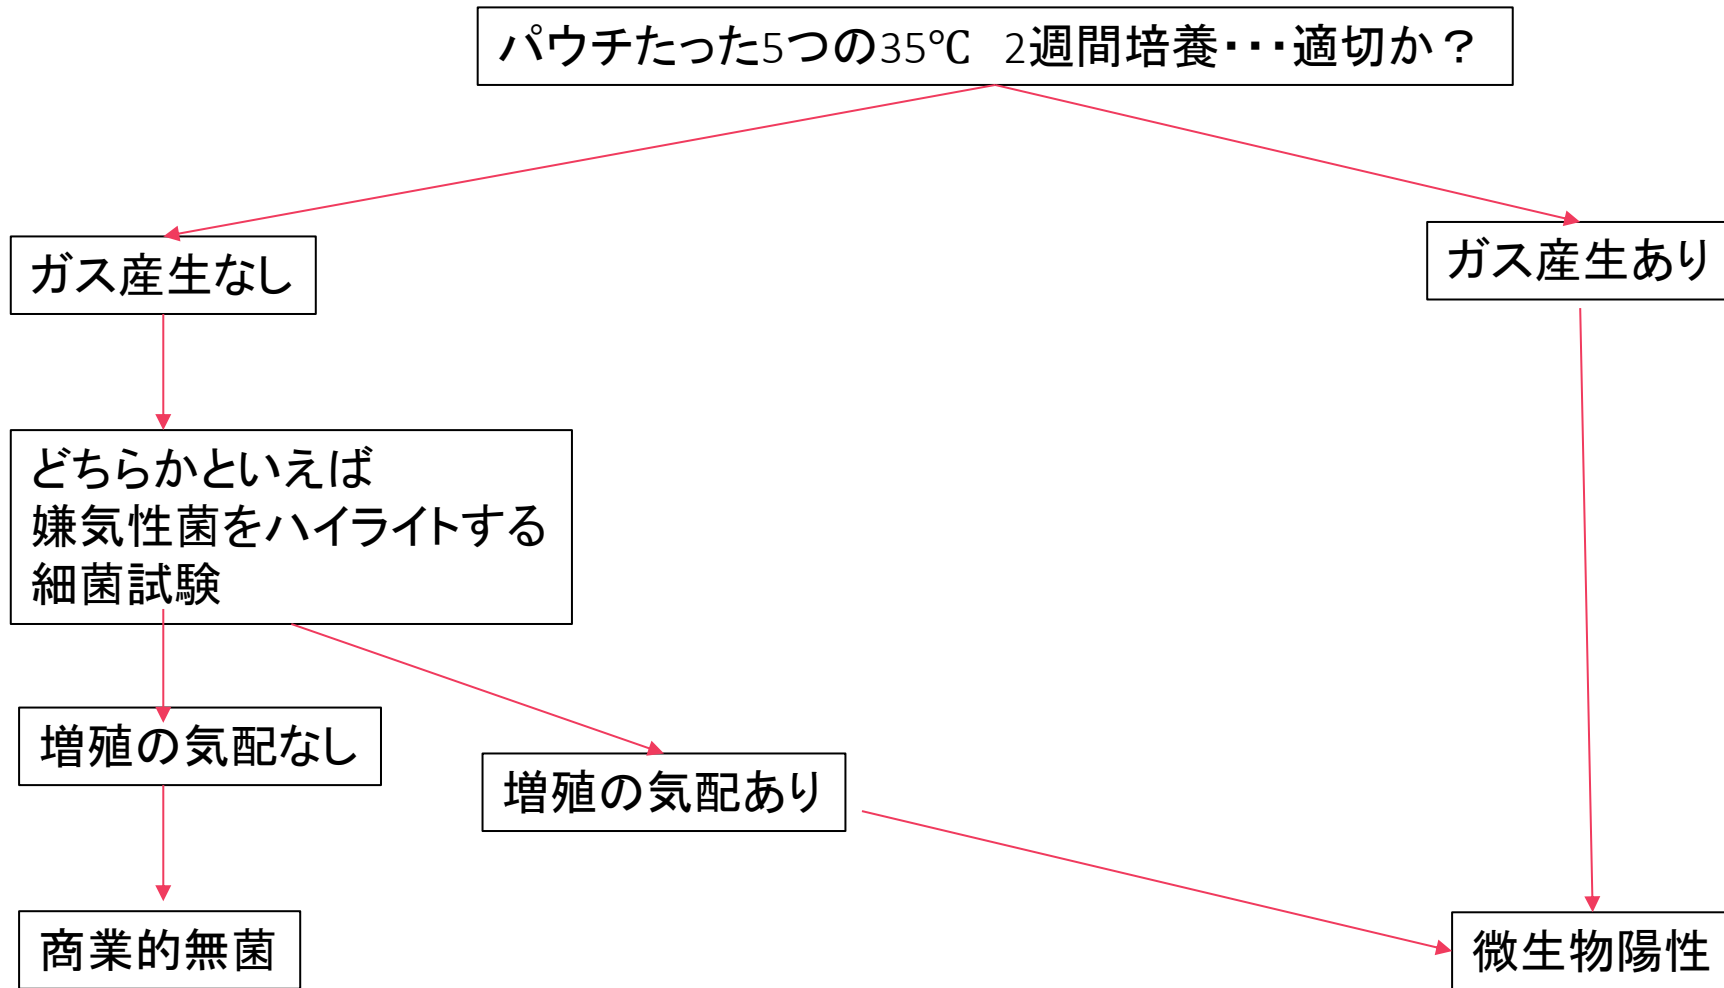 パウチたった5つの35℃ 2週間培養・・・適切か？
ガス産生なし
ガス産生あり
どちらかといえば
嫌気性菌をハイライトする
細菌試験
増殖の気配なし
増殖の気配あり
商業的無菌
微生物陽性